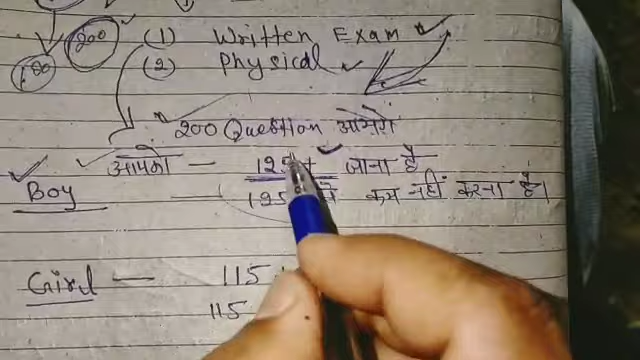 200 (1) Written Exam
100 (2) Physical
200 Question आयेगे
Boy आपको — 125+ जाना है
— 125 से कम नहीं करना है।
Girl — 115
115